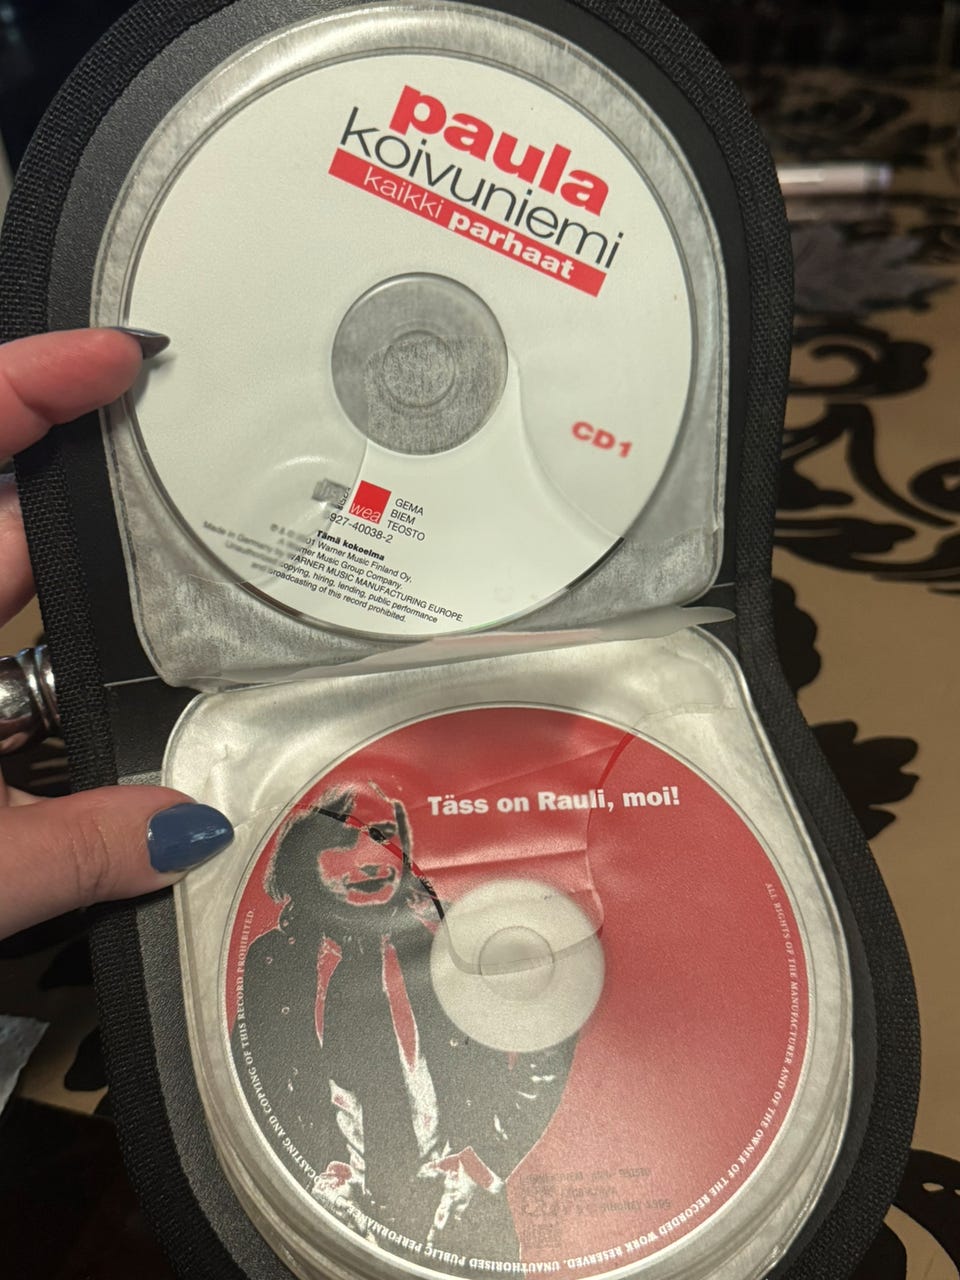 paula
koivuniemi
kaikki parhaat
CD 1
wea
GEMA
BIEM
TEOSTO
927-40038-2
Tämä kokoelma
Warner Music Finland Oy.
Warner Music Group Company.
Made in Germany by WARNER MUSIC MANUFACTURING EUROPE.
Unauthorised copying, hiring, lending, public performance
and broadcasting of this record prohibited.
Täss on Rauli, moi!
ALL RIGHTS OF THE MANUFACTURER AND OF THE OWNER OF THE RECORDED WORK RESERVED. UNAUTHORISED PUBLIC PERFORMANCE, BROADCASTING AND COPYING OF THIS RECORD PROHIBITED.